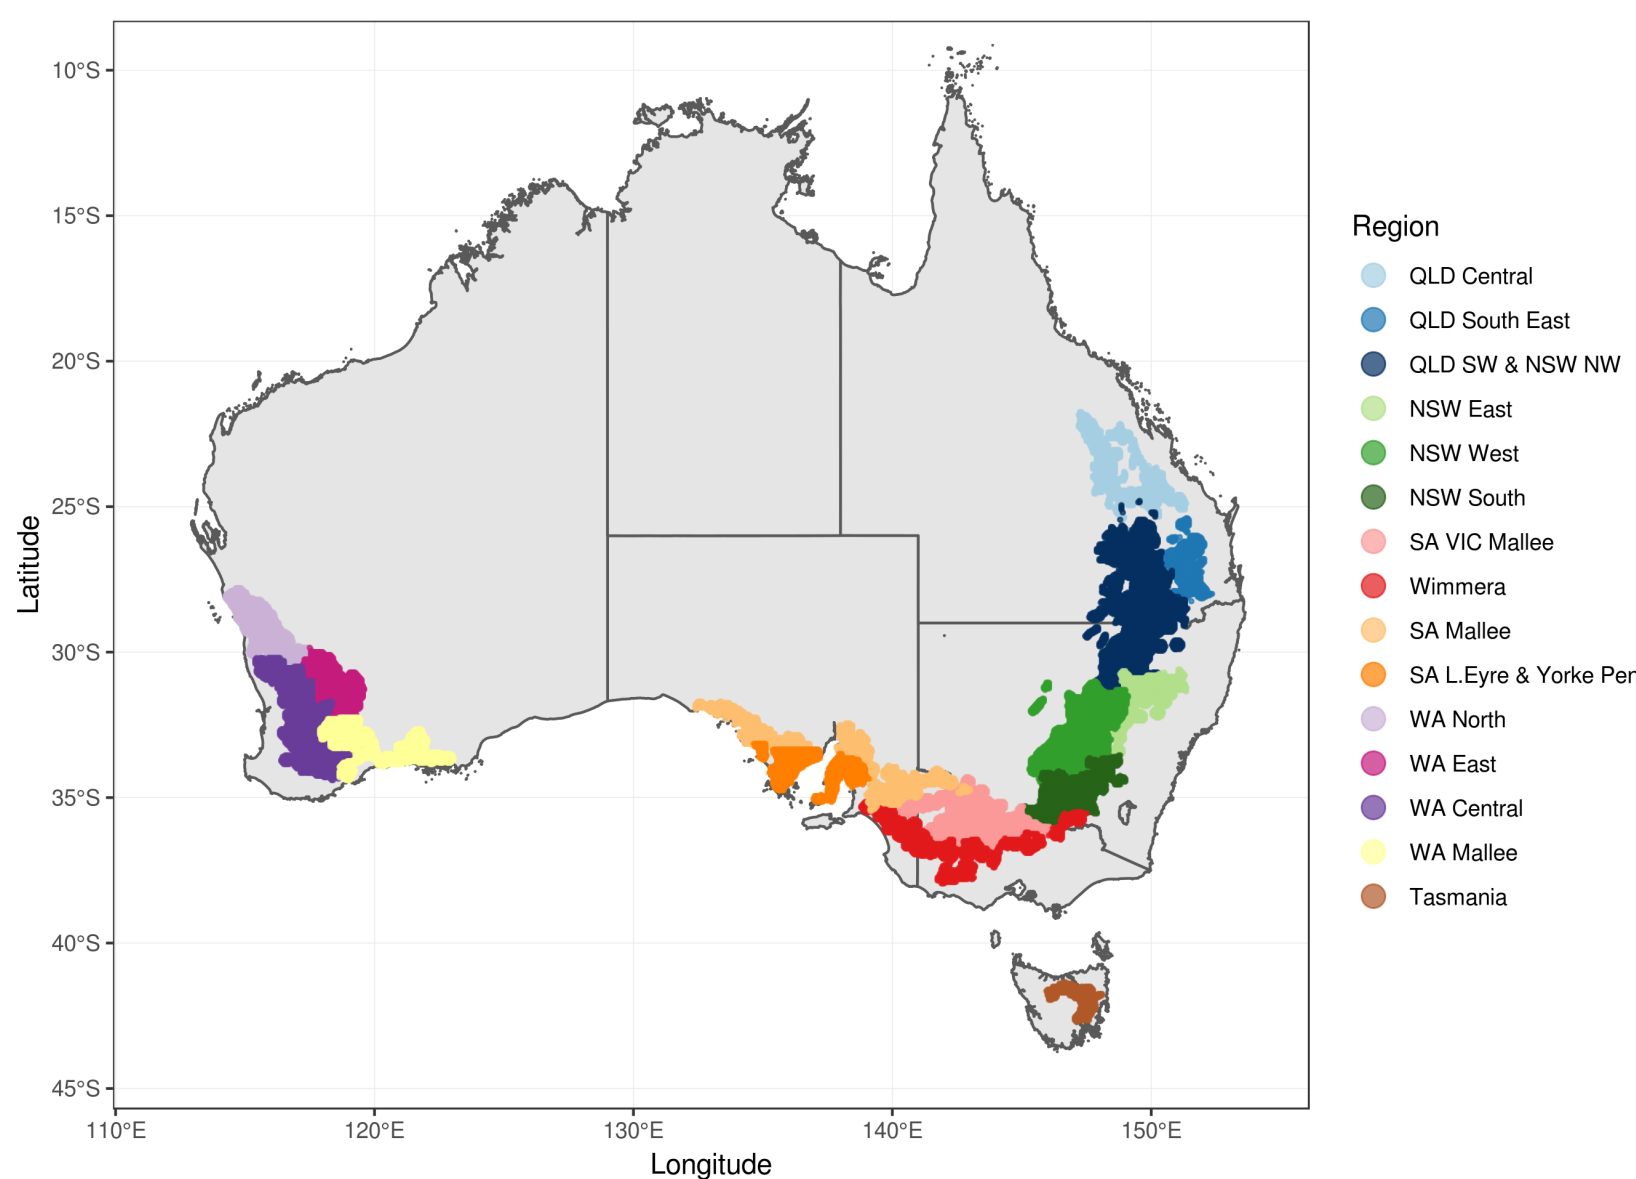 10°S
15°S
20°S
25°S
30°S
35°S
40°S
45°S
Latitude
110°E
120°E
130°E
140°E
150°E
Longitude
Region
QLD Central
QLD South East
QLD SW & NSW NW
NSW East
NSW West
NSW South
SA VIC Mallee
Wimmera
SA Mallee
SA L.Eyre & Yorke Pen
WA North
WA East
WA Central
WA Mallee
Tasmania